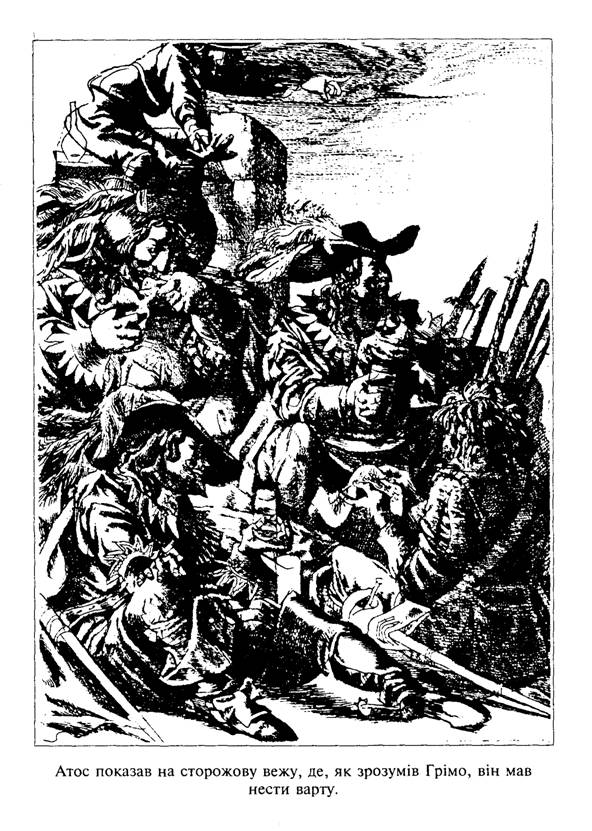 Атос показав на сторожову вежу, де, як зрозумів Грімо, він мав
нести варту.